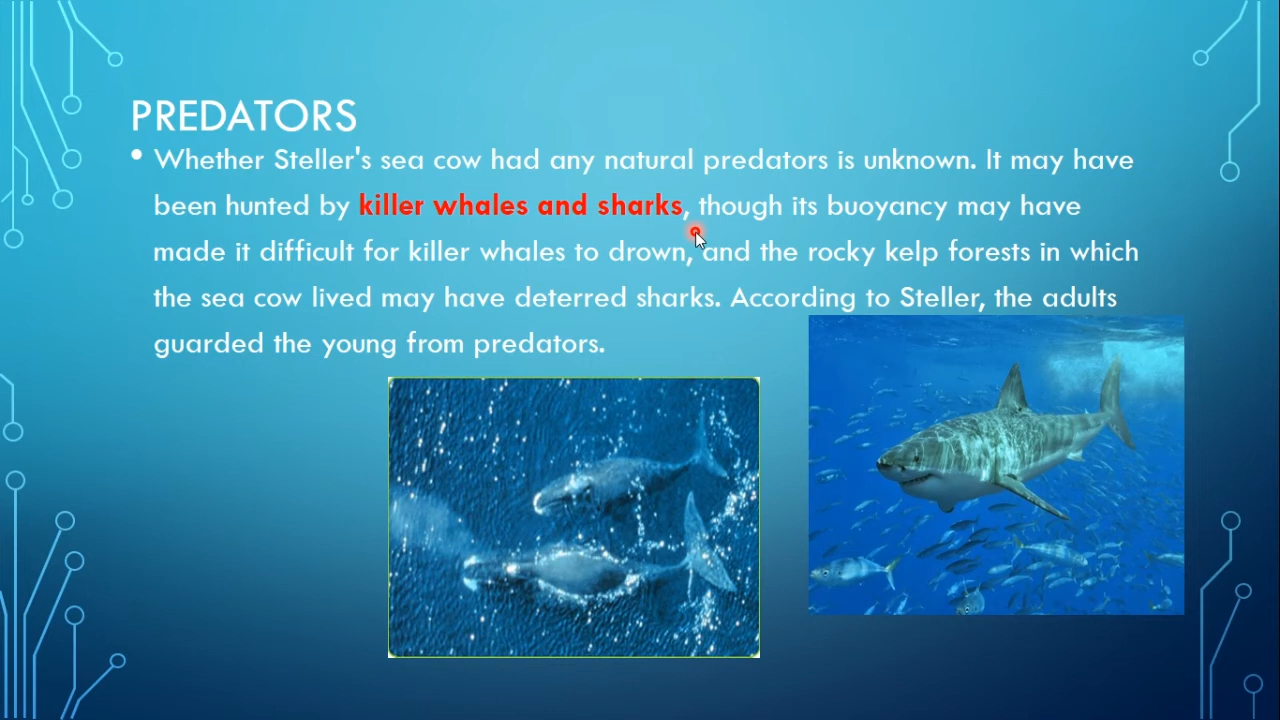 PREDATORS
• Whether Steller's sea cow had any natural predators is unknown. It may have
been hunted by killer whales and sharks, though its buoyancy may have
made it difficult for killer whales to drown, and the rocky kelp forests in which
the sea cow lived may have deterred sharks. According to Steller, the adults
guarded the young from predators.